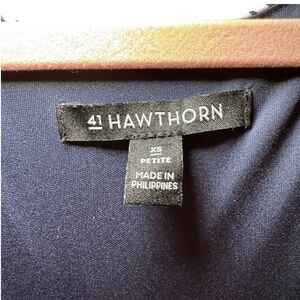 41 HAWTHORN
XS
PETITE
MADE IN
PHILIPPINES